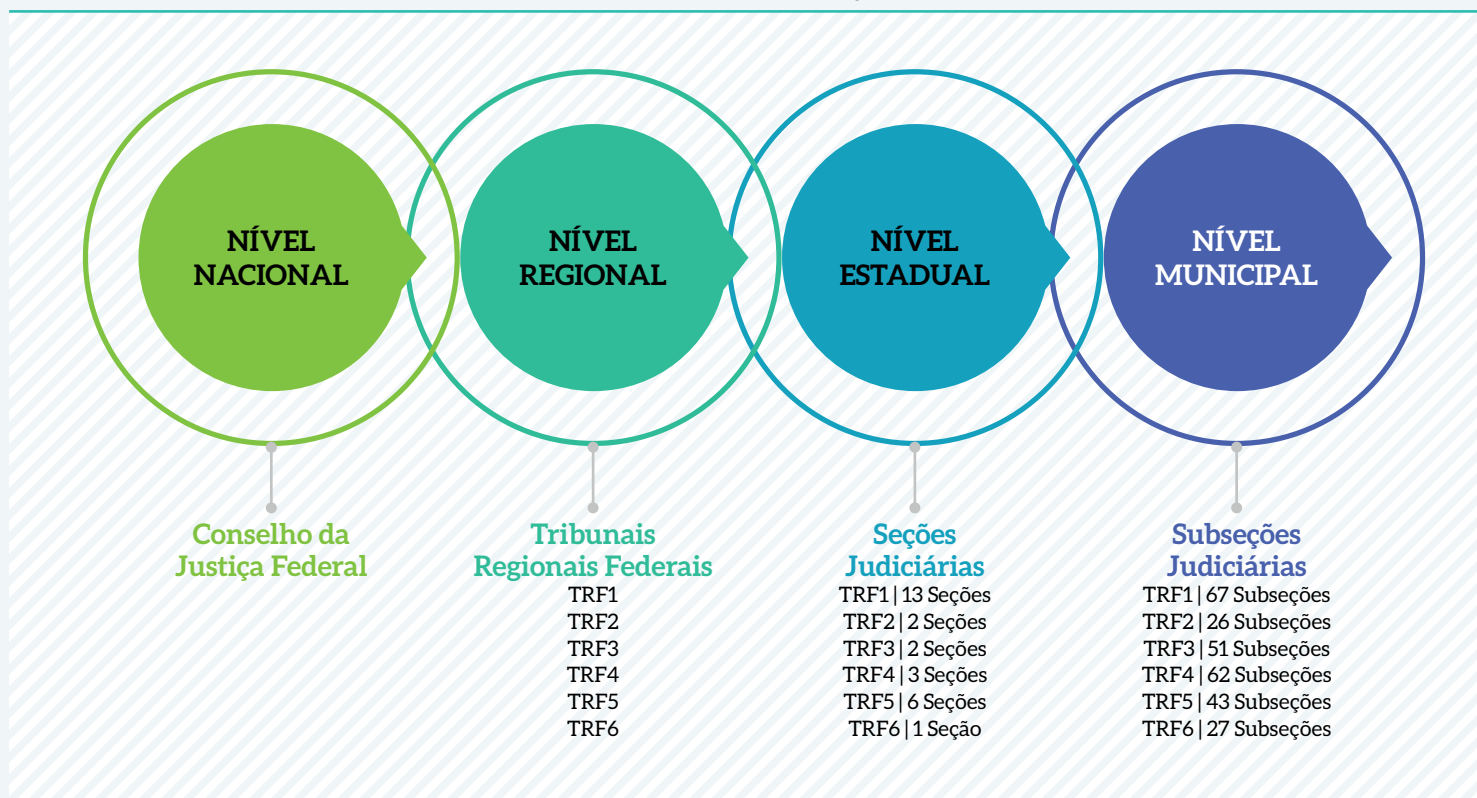 NÍVEL
NACIONAL
NÍVEL
REGIONAL
NÍVEL
ESTADUAL
NÍVEL
MUNICIPAL
Conselho da
Justiça Federal
Tribunais
Regionais Federais
TRF1
TRF2
TRF3
TRF4
TRF5
TRF6
Seções
Judiciárias
TRF1 | 13 Seções
TRF2 | 2 Seções
TRF3 | 2 Seções
TRF4 | 3 Seções
TRF5 | 6 Seções
TRF6 | 1 Seção
Subseções
Judiciárias
TRF1 | 67 Subseções
TRF2 | 26 Subseções
TRF3 | 51 Subseções
TRF4 | 62 Subseções
TRF5 | 43 Subseções
TRF6 | 27 Subseções